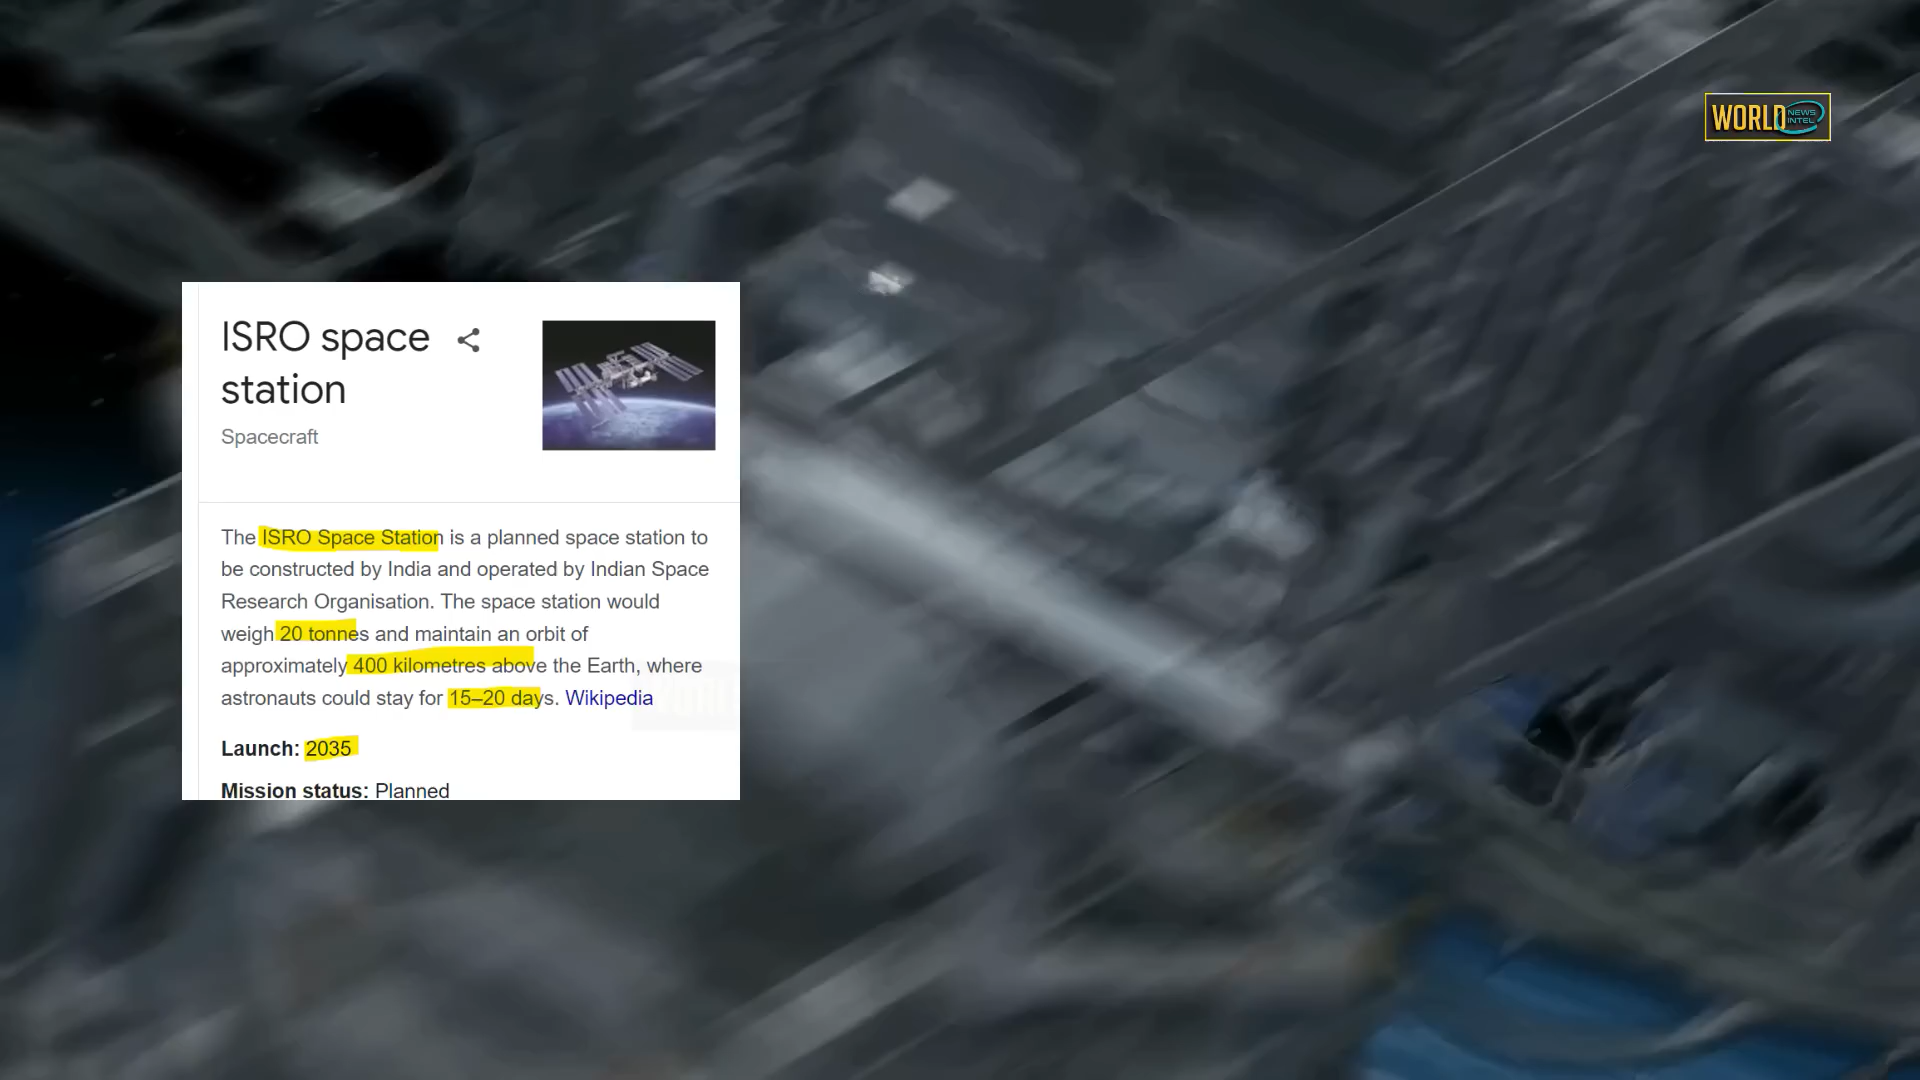 WORLD
NEWS
INTEL
ISRO space
station
Spacecraft
The ISRO Space Station is a planned space station to
be constructed by India and operated by Indian Space
Research Organisation. The space station would
weigh 20 tonnes and maintain an orbit of
approximately 400 kilometres above the Earth, where
astronauts could stay for 15–20 days. Wikipedia
Launch: 2035
Mission status: Planned